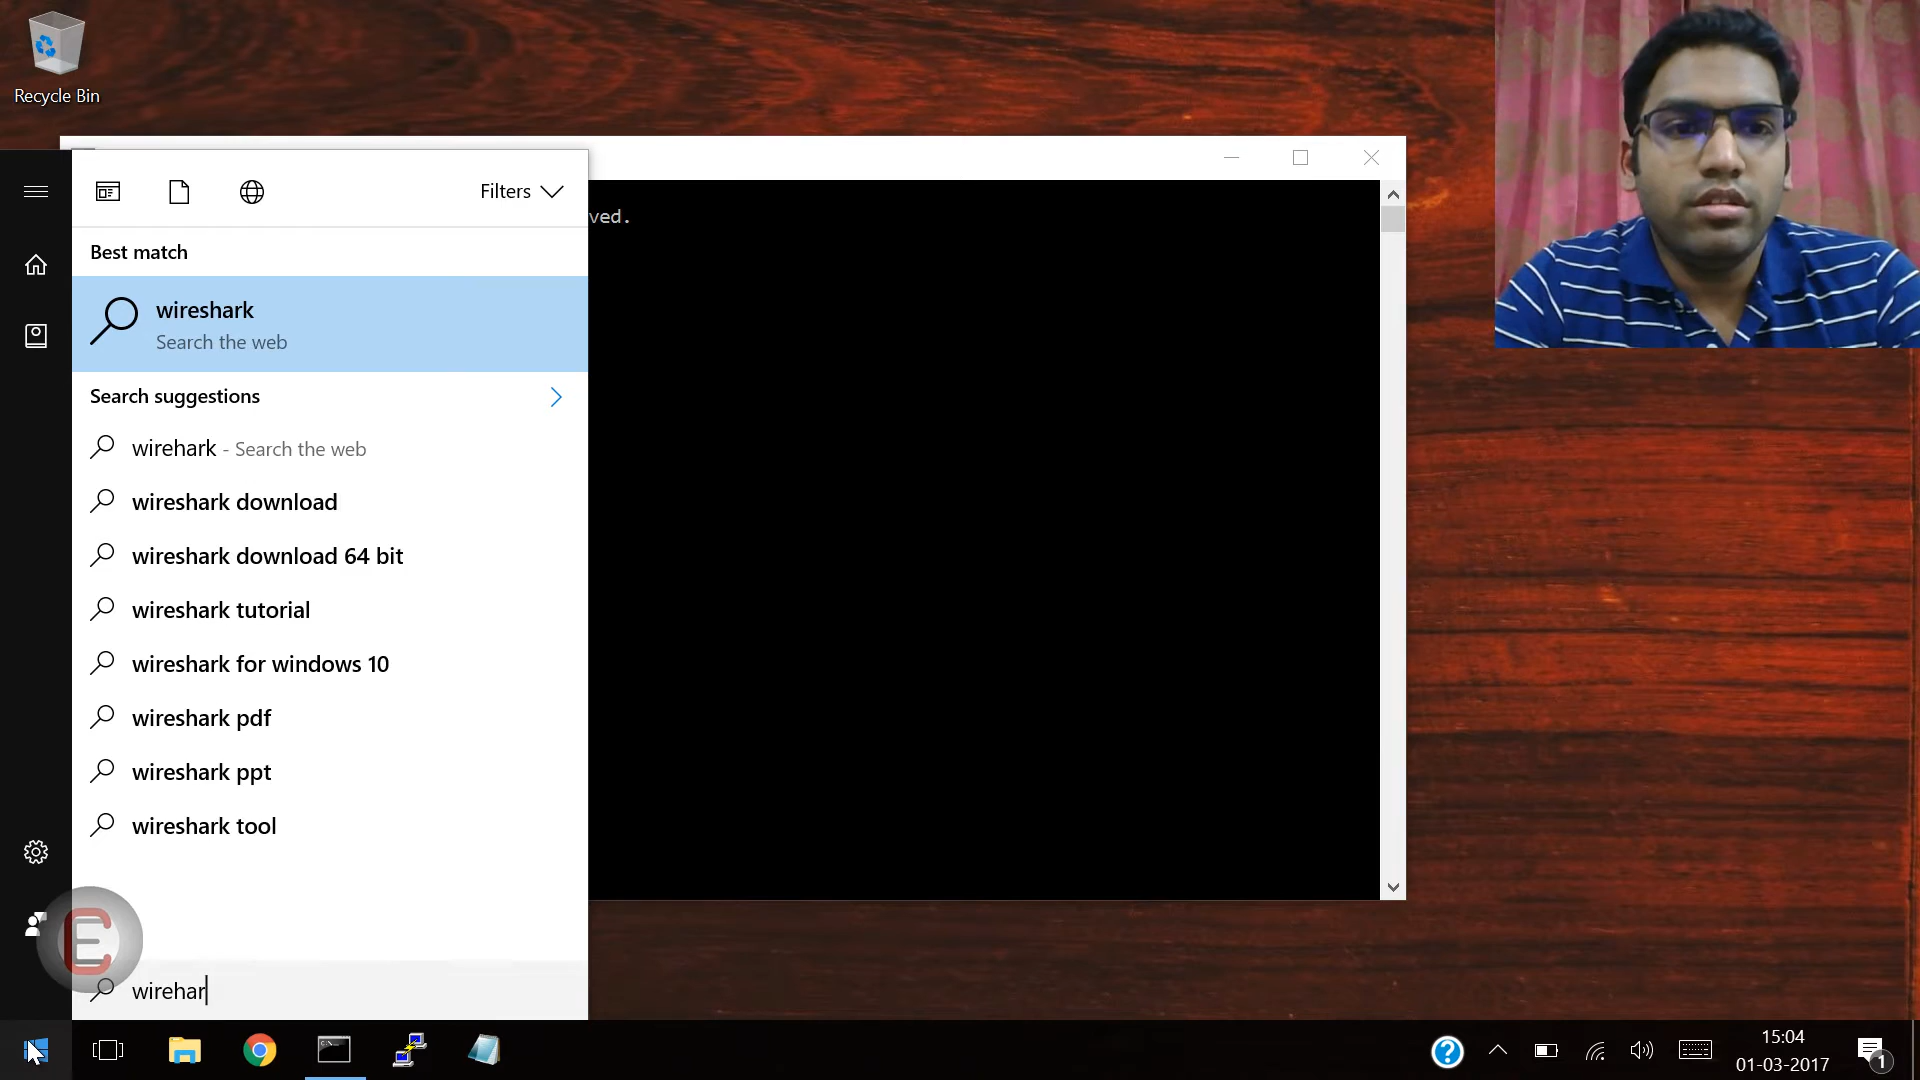 Recycle Bin
Filters
ved.
Best match
wireshark
Search the web
Search suggestions
wirehark - Search the web
wireshark download
wireshark download 64 bit
wireshark tutorial
wireshark for windows 10
wireshark pdf
wireshark ppt
wireshark tool
E
wirehar
15:04
01-03-2017
1